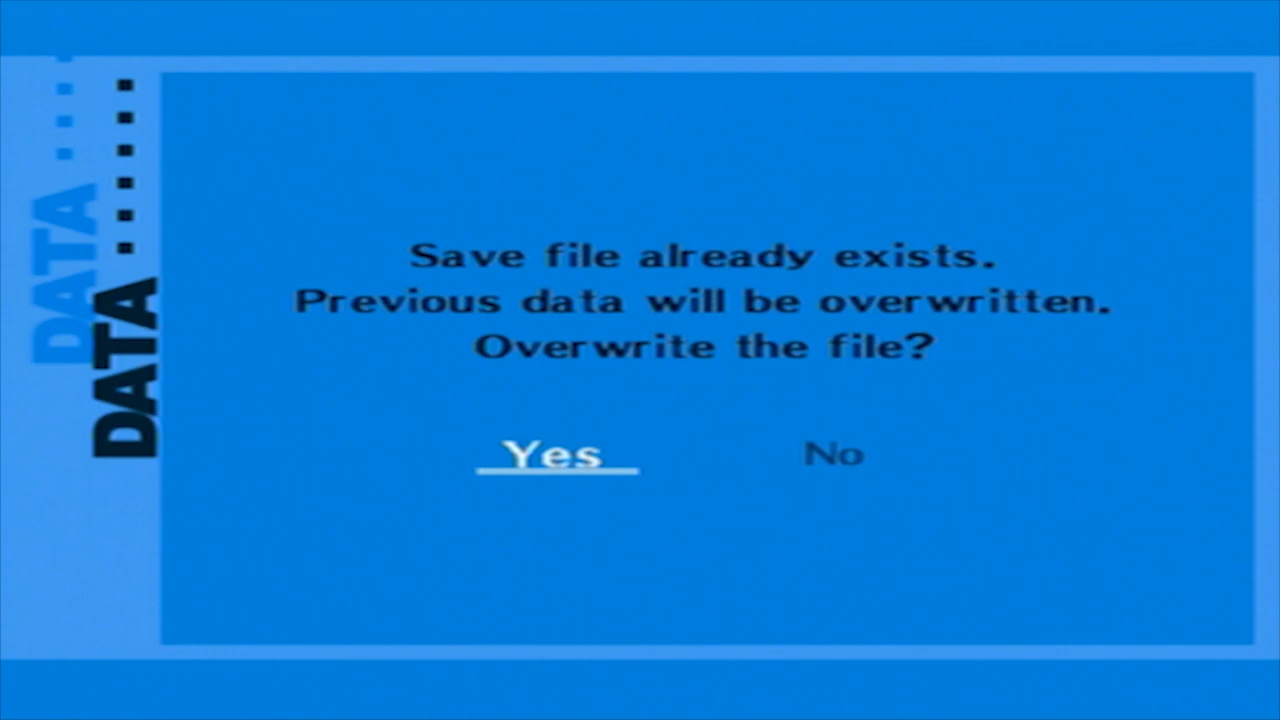 DATA
DATA
Save file already exists.
Previous data will be overwritten.
Overwrite the file?
Yes
No